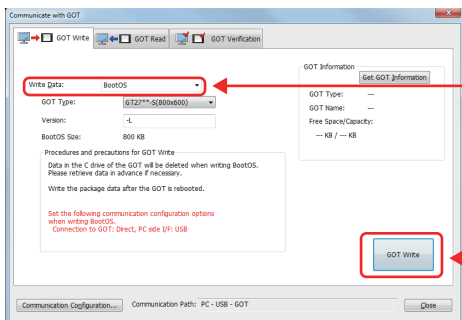 Communicate with GOT
GOT Write
GOT Read
GOT Verification
Write Data: BootOS
GOT Type: GT27**-S(800x600)
Version: -L
BootOS Size: 800 KB
Procedures and precautions for GOT Write
Data in the C drive of the GOT will be deleted when writing BootOS.
Please retrieve data in advance if necessary.
Write the package data after the GOT is rebooted.
Set the following communication configuration options
when writing BootOS.
Connection to GOT: Direct, PC side I/F: USB
GOT Information
Get GOT Information
GOT Type: ---
GOT Name: ---
Free Space/Capacity:
--- KB / --- KB
GOT Write
Communication Configuration...
Communication Path: PC - USB - GOT
Close